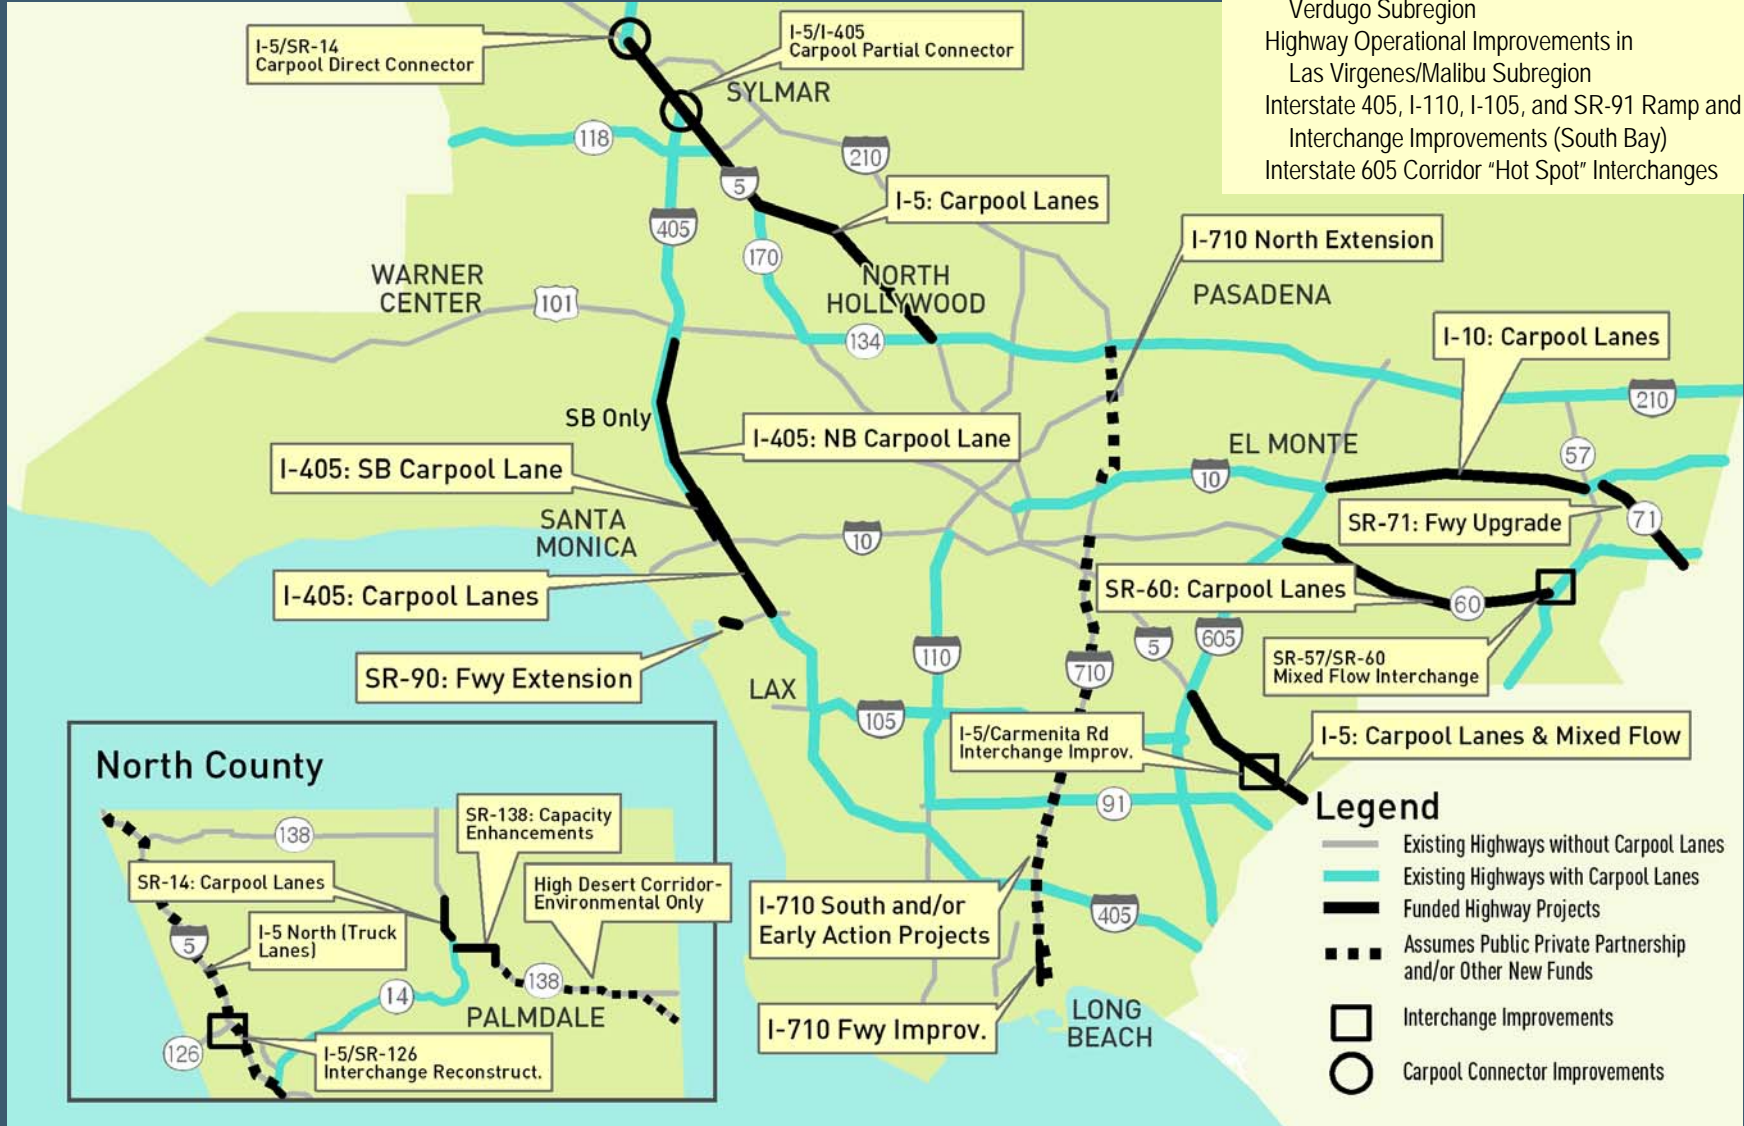 Verdugo Subregion
Highway Operational Improvements in
Las Virgenes/Malibu Subregion
Interstate 405, I-110, I-105, and SR-91 Ramp and
Interchange Improvements (South Bay)
Interstate 605 Corridor “Hot Spot” Interchanges
I-5/SR-14
Carpool Direct Connector
I-5/I-405
Carpool Partial Connector
SYLMAR
118
210
5
I-5: Carpool Lanes
405
170
I-710 North Extension
WARNER
CENTER
101
NORTH
HOLLYWOOD
PASADENA
134
I-10: Carpool Lanes
210
SB Only
I-405: NB Carpool Lane
EL MONTE
57
I-405: SB Carpool Lane
10
SANTA
MONICA
10
SR-71: Fwy Upgrade
71
I-405: Carpool Lanes
SR-60: Carpool Lanes
60
110
5
605
SR-57/SR-60
Mixed Flow Interchange
SR-90: Fwy Extension
LAX
710
105
I-5/Carmenita Rd
Interchange Improv.
I-5: Carpool Lanes & Mixed Flow
91
I-710 South and/or
Early Action Projects
405
I-710 Fwy Improv.
LONG
BEACH
North County
138
SR-138: Capacity
Enhancements
SR-14: Carpool Lanes
High Desert Corridor-
Environmental Only
5
I-5 North (Truck
Lanes)
14
138
PALMDALE
126
I-5/SR-126
Interchange Reconstruct.
Legend
Existing Highways without Carpool Lanes
Existing Highways with Carpool Lanes
Funded Highway Projects
Assumes Public Private Partnership
and/or Other New Funds
Interchange Improvements
Carpool Connector Improvements